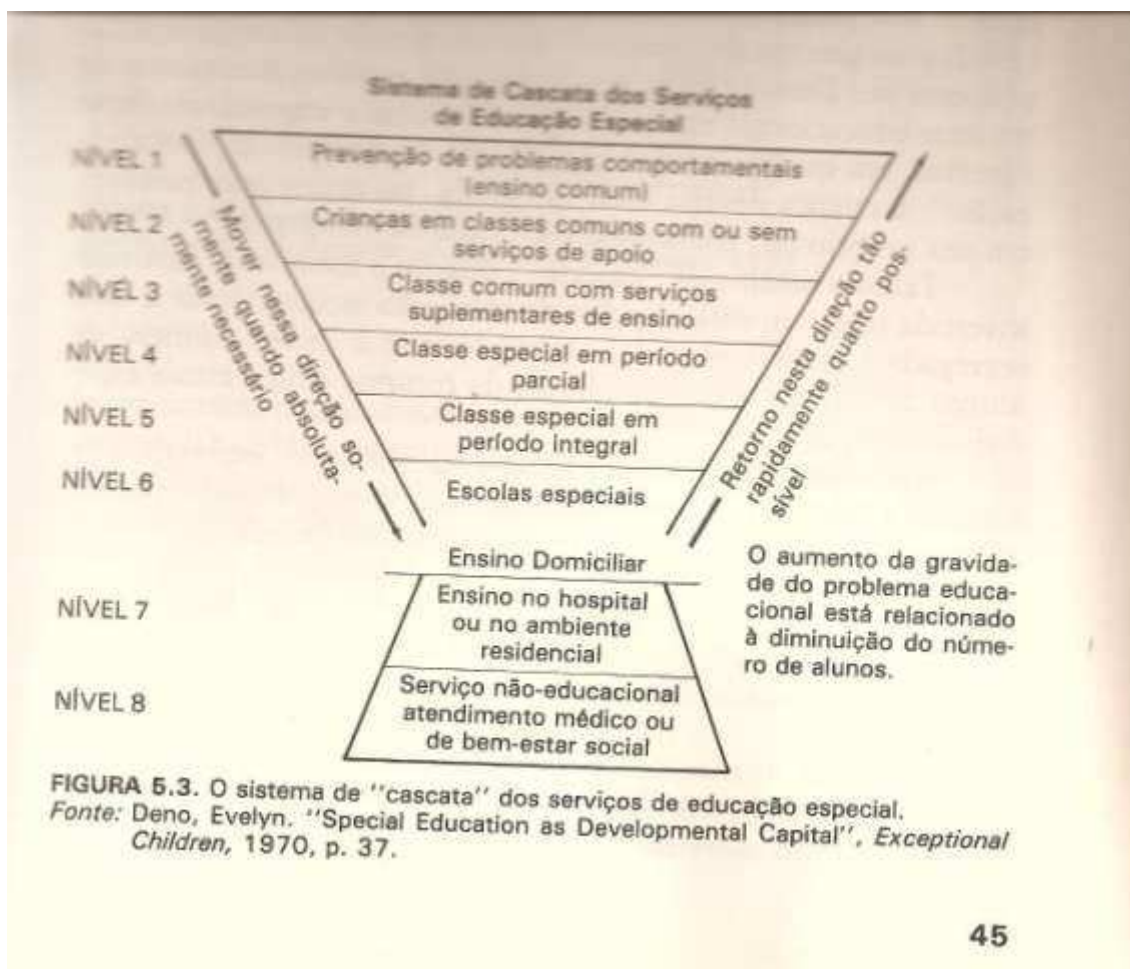 Sistema de Cascata dos Serviços
de Educação Especial
NÍVEL 1
Prevenção de problemas comportamentais
(ensino comum)
NÍVEL 2
Crianças em classes comuns com ou sem
serviços de apoio
NÍVEL 3
Classe comum com serviços
suplementares de ensino
NÍVEL 4
Classe especial em período
parcial
NÍVEL 5
Classe especial em
período integral
NÍVEL 6
Escolas especiais
Mover nessa direção so-
mente quando absoluta-
mente necessário
Retorno nesta direção tão
rapidamente quanto pos-
sível
Ensino Domiciliar
NÍVEL 7
Ensino no hospital
ou no ambiente
residencial
NÍVEL 8
Serviço não-educacional
atendimento médico ou
de bem-estar social
O aumento da gravida-
de do problema educa-
cional está relacionado
à diminuição do núme-
ro de alunos.
FIGURA 5.3. O sistema de ''cascata'' dos serviços de educação especial.
Fonte: Deno, Evelyn. ''Special Education as Developmental Capital'', Exceptional
Children, 1970, p. 37.
45